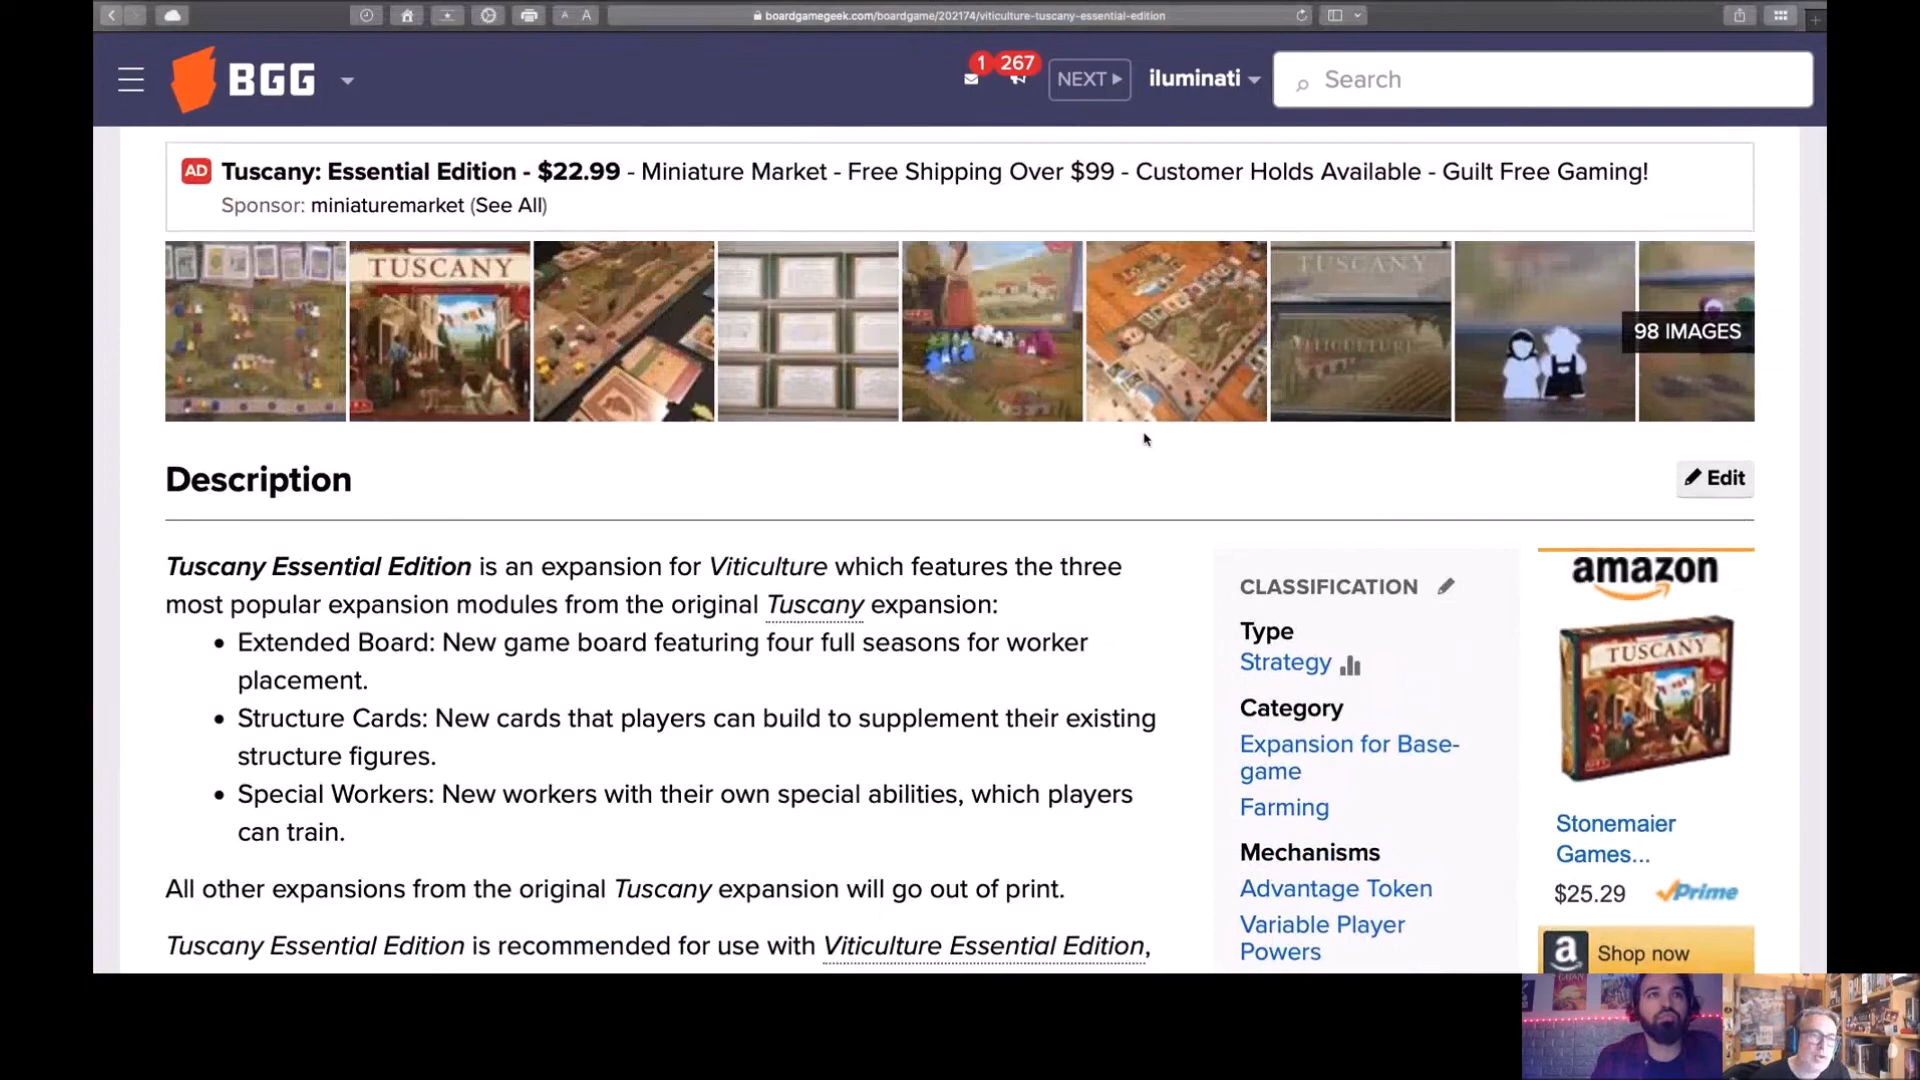 A A
boardgamegeek.com/boardgame/202174/viticulture-tuscany-essential-edition
BGG
1 267
NEXT
iluminati
Search
AD Tuscany: Essential Edition - $22.99 - Miniature Market - Free Shipping Over $99 - Customer Holds Available - Guilt Free Gaming!
Sponsor: miniaturemarket (See All)
TUSCANY
TUSCANY
VITICULTURE
98 IMAGES
Description
Edit
Tuscany Essential Edition is an expansion for Viticulture which features the three
most popular expansion modules from the original Tuscany expansion:
• Extended Board: New game board featuring four full seasons for worker
placement.
• Structure Cards: New cards that players can build to supplement their existing
structure figures.
• Special Workers: New workers with their own special abilities, which players
can train.
All other expansions from the original Tuscany expansion will go out of print.
Tuscany Essential Edition is recommended for use with Viticulture Essential Edition,
CLASSIFICATION
Type
Strategy
Category
Expansion for Base-
game
Farming
Mechanisms
Advantage Token
Variable Player
Powers
amazon
TUSCANY
Stonemaier
Games...
$25.29 Prime
a Shop now